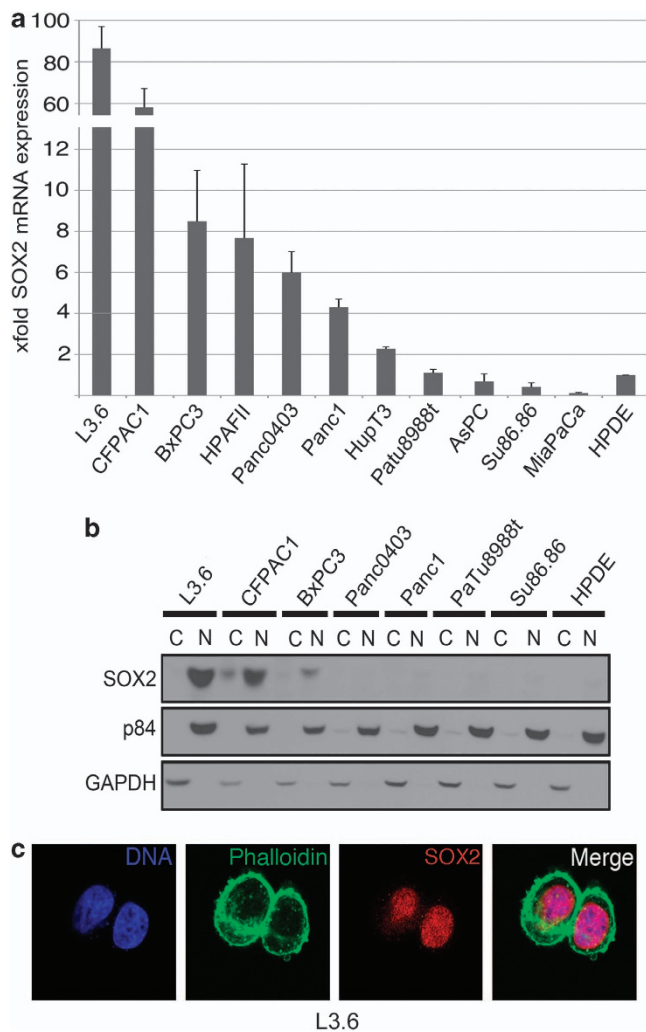 a
xfold SOX2 mRNA expression
100
80
60
12
10
8
6
4
2
L3.6
CFPAC1
BxPC3
HPAFII
Panc0403
Panc1
HupT3
Patu8988t
AsPC
Su86.86
MiaPaCa
HPDE
b
L3.6
CFPAC1
BxPC3
Panc0403
Panc1
PaTu8988t
Su86.86
HPDE
C N C N C N C N C N C N C N C N
SOX2
p84
GAPDH
c
DNA
Phalloidin
SOX2
Merge
L3.6